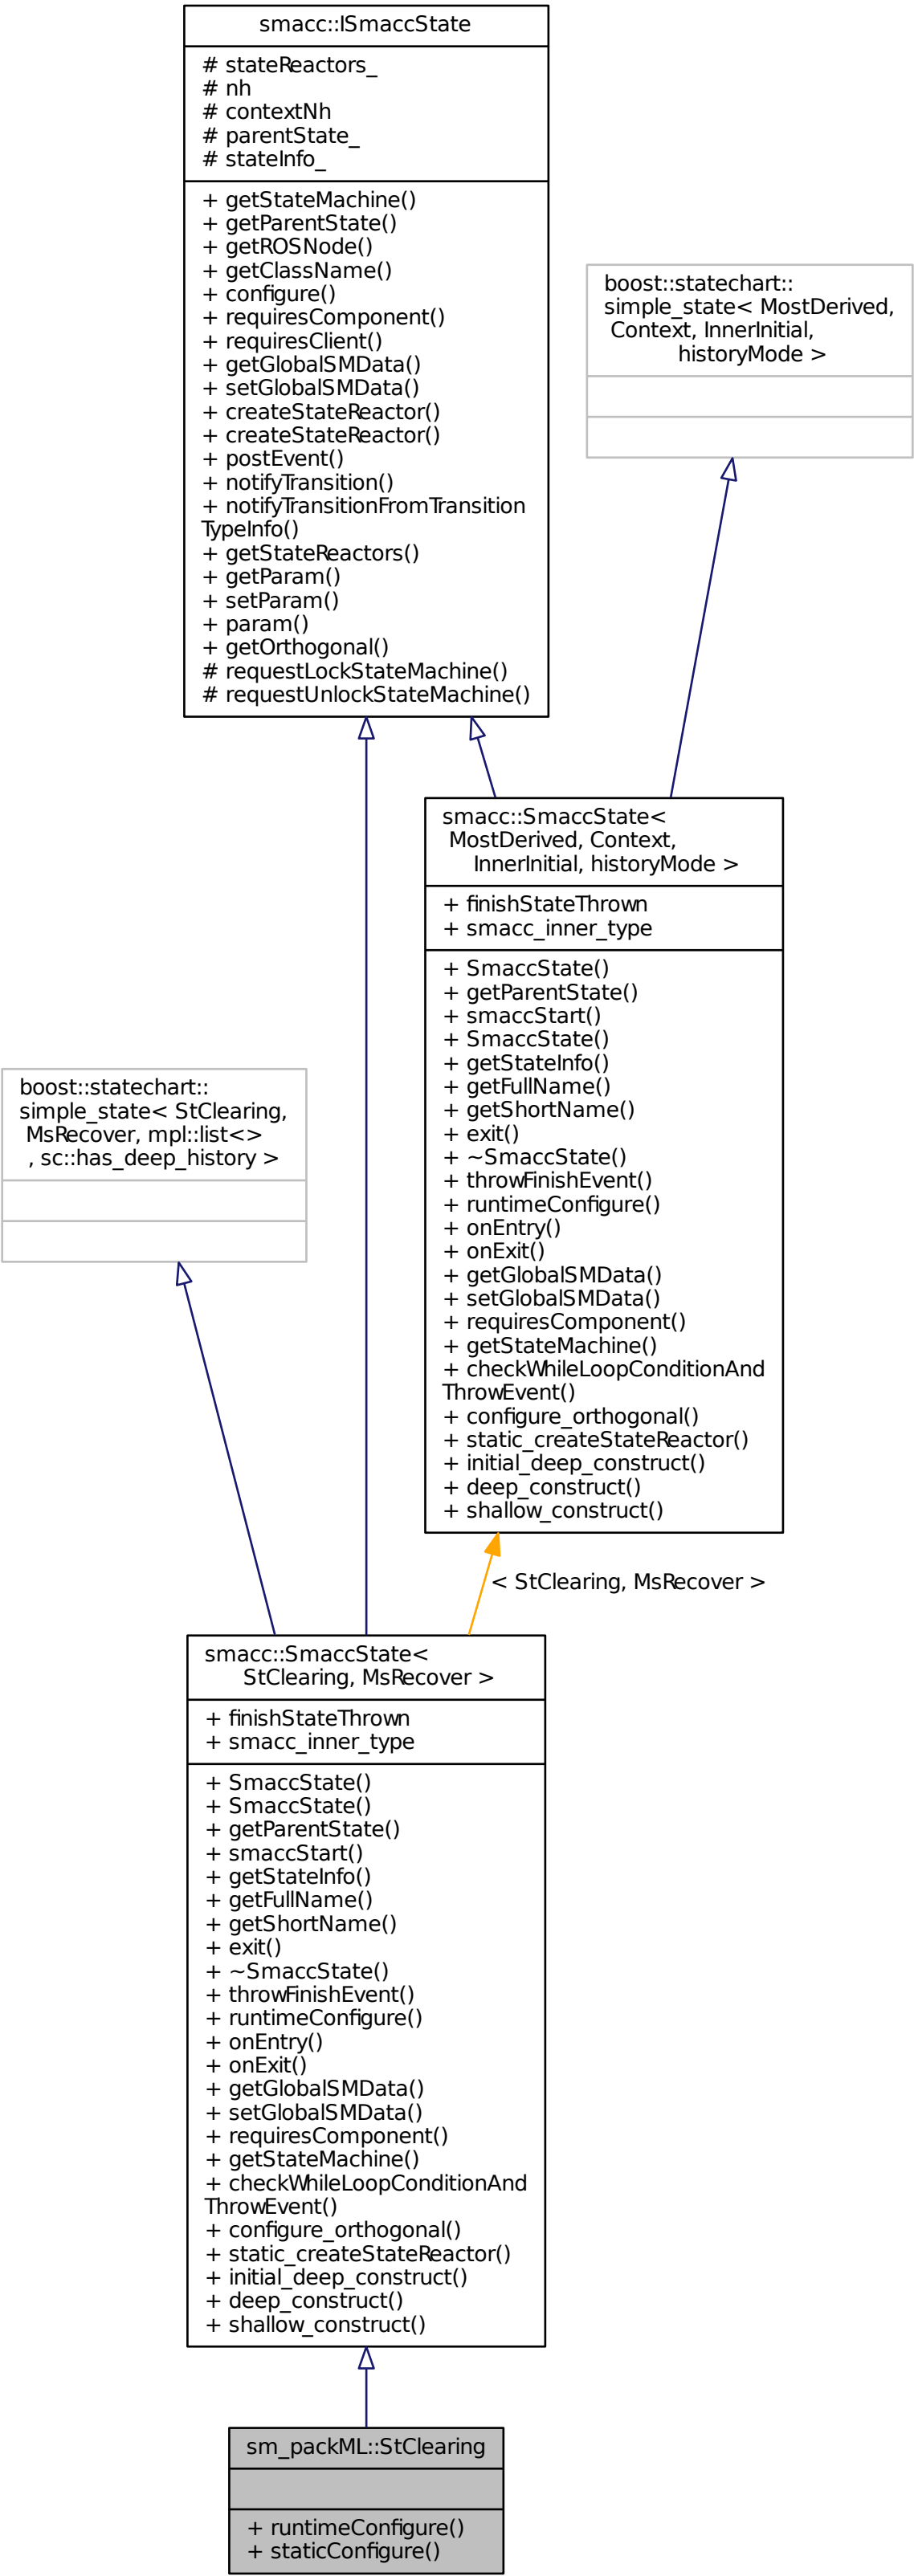 smacc::ISmaccState
# stateReactors_
# nh
# contextNh
# parentState_
# stateInfo_
+ getStateMachine()
+ getParentState()
+ getROSNode()
+ getClassName()
+ configure()
+ requiresComponent()
+ requiresClient()
+ getGlobalSMData()
+ setGlobalSMData()
+ createStateReactor()
+ createStateReactor()
+ postEvent()
+ notifyTransition()
+ notifyTransitionFromTransition
TypeInfo()
+ getStateReactors()
+ getParam()
+ setParam()
+ param()
+ getOrthogonal()
# requestLockStateMachine()
# requestUnlockStateMachine()
boost::statechart::
simple_state< MostDerived,
Context, InnerInitial,
historyMode >
smacc::SmaccState<
MostDerived, Context,
InnerInitial, historyMode >
+ finishStateThrown
+ smacc_inner_type
+ SmaccState()
+ getParentState()
+ smaccStart()
+ SmaccState()
+ getStateInfo()
+ getFullName()
+ getShortName()
+ exit()
+ ~SmaccState()
+ throwFinishEvent()
+ runtimeConfigure()
+ onEntry()
+ onExit()
+ getGlobalSMData()
+ setGlobalSMData()
+ requiresComponent()
+ getStateMachine()
+ checkWhileLoopConditionAnd
ThrowEvent()
+ configure_orthogonal()
+ static_createStateReactor()
+ initial_deep_construct()
+ deep_construct()
+ shallow_construct()
boost::statechart::
simple_state< StClearing,
MsRecover, mpl::list<>
, sc::has_deep_history >
< StClearing, MsRecover >
smacc::SmaccState<
StClearing, MsRecover >
+ finishStateThrown
+ smacc_inner_type
+ SmaccState()
+ SmaccState()
+ getParentState()
+ smaccStart()
+ getStateInfo()
+ getFullName()
+ getShortName()
+ exit()
+ ~SmaccState()
+ throwFinishEvent()
+ runtimeConfigure()
+ onEntry()
+ onExit()
+ getGlobalSMData()
+ setGlobalSMData()
+ requiresComponent()
+ getStateMachine()
+ checkWhileLoopConditionAnd
ThrowEvent()
+ configure_orthogonal()
+ static_createStateReactor()
+ initial_deep_construct()
+ deep_construct()
+ shallow_construct()
sm_packML::StClearing
+ runtimeConfigure()
+ staticConfigure()